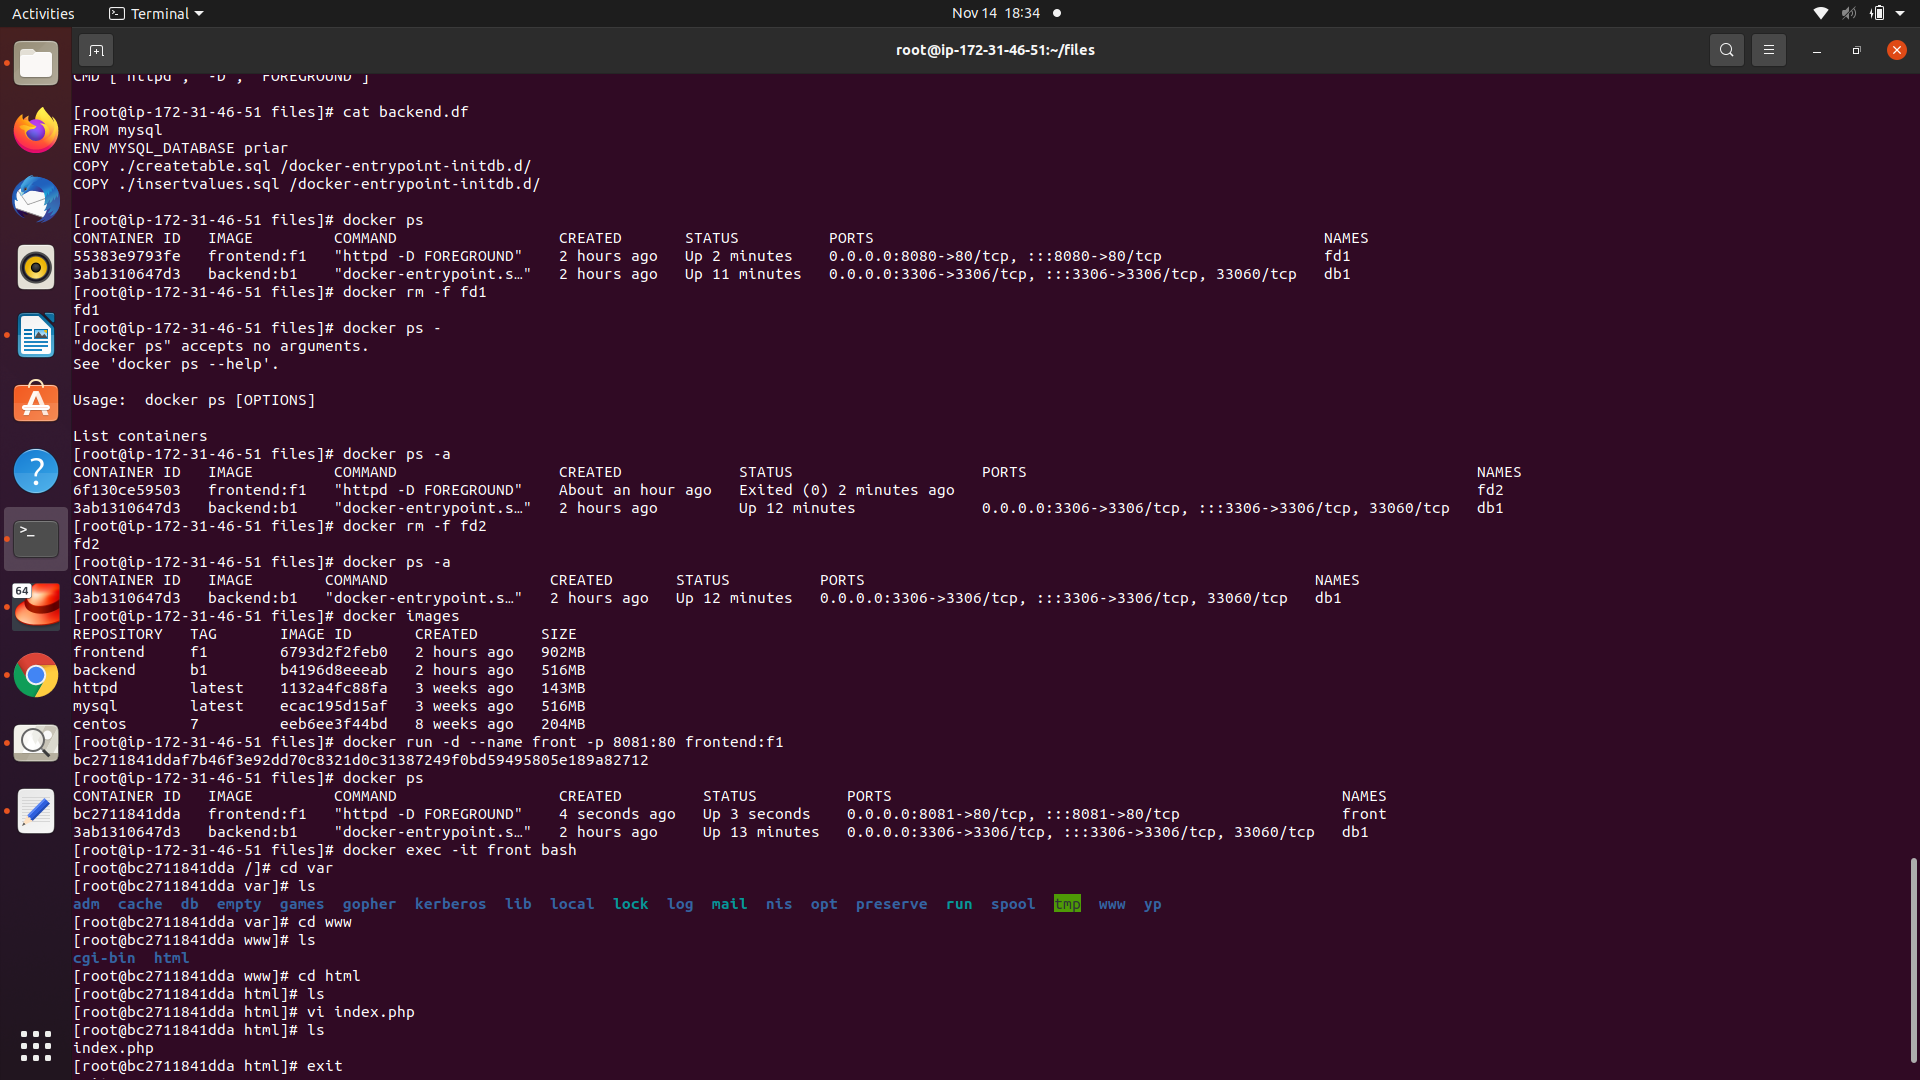 Activities Terminal Nov 14 18:34
root@ip-172-31-46-51:~/files
CMD ["httpd", "-D", "FOREGROUND"]
[root@ip-172-31-46-51 files]# cat backend.df
FROM mysql
ENV MYSQL_DATABASE priar
COPY ./createtable.sql /docker-entrypoint-initdb.d/
COPY ./insertvalues.sql /docker-entrypoint-initdb.d/
[root@ip-172-31-46-51 files]# docker ps
CONTAINER ID IMAGE COMMAND CREATED STATUS PORTS NAMES
55383e9793fe frontend:f1 "httpd -D FOREGROUND" 2 hours ago Up 2 minutes 0.0.0.0:8080->80/tcp, :::8080->80/tcp fd1
3ab1310647d3 backend:b1 "docker-entrypoint.s…" 2 hours ago Up 11 minutes 0.0.0.0:3306->3306/tcp, :::3306->3306/tcp, 33060/tcp db1
[root@ip-172-31-46-51 files]# docker rm -f fd1
fd1
[root@ip-172-31-46-51 files]# docker ps -
"docker ps" accepts no arguments.
See 'docker ps --help'.
Usage:  docker ps [OPTIONS]
List containers
[root@ip-172-31-46-51 files]# docker ps -a
CONTAINER ID IMAGE COMMAND CREATED STATUS PORTS NAMES
6f130ce59503 frontend:f1 "httpd -D FOREGROUND" About an hour ago Exited (0) 2 minutes ago fd2
3ab1310647d3 backend:b1 "docker-entrypoint.s…" 2 hours ago Up 12 minutes 0.0.0.0:3306->3306/tcp, :::3306->3306/tcp, 33060/tcp db1
[root@ip-172-31-46-51 files]# docker rm -f fd2
fd2
[root@ip-172-31-46-51 files]# docker ps -a
CONTAINER ID IMAGE COMMAND CREATED STATUS PORTS NAMES
3ab1310647d3 backend:b1 "docker-entrypoint.s…" 2 hours ago Up 12 minutes 0.0.0.0:3306->3306/tcp, :::3306->3306/tcp, 33060/tcp db1
[root@ip-172-31-46-51 files]# docker images
REPOSITORY TAG IMAGE ID CREATED SIZE
frontend f1 6793d2f2feb0 2 hours ago 902MB
backend b1 b4196d8eeeab 2 hours ago 516MB
httpd latest 1132a4fc88fa 3 weeks ago 143MB
mysql latest ecac195d15af 3 weeks ago 516MB
centos 7 eeb6ee3f44bd 8 weeks ago 204MB
[root@ip-172-31-46-51 files]# docker run -d --name front -p 8081:80 frontend:f1
bc2711841ddaf7b46f3e92dd70c8321d0c31387249f0bd59495805e189a82712
[root@ip-172-31-46-51 files]# docker ps
CONTAINER ID IMAGE COMMAND CREATED STATUS PORTS NAMES
bc2711841dda frontend:f1 "httpd -D FOREGROUND" 4 seconds ago Up 3 seconds 0.0.0.0:8081->80/tcp, :::8081->80/tcp front
3ab1310647d3 backend:b1 "docker-entrypoint.s…" 2 hours ago Up 13 minutes 0.0.0.0:3306->3306/tcp, :::3306->3306/tcp, 33060/tcp db1
[root@ip-172-31-46-51 files]# docker exec -it front bash
[root@bc2711841dda /]# cd var
[root@bc2711841dda var]# ls
adm cache db empty games gopher kerberos lib local lock log mail nis opt preserve run spool tmp www yp
[root@bc2711841dda var]# cd www
[root@bc2711841dda www]# ls
cgi-bin html
[root@bc2711841dda www]# cd html
[root@bc2711841dda html]# ls
[root@bc2711841dda html]# vi index.php
[root@bc2711841dda html]# ls
index.php
[root@bc2711841dda html]# exit
64